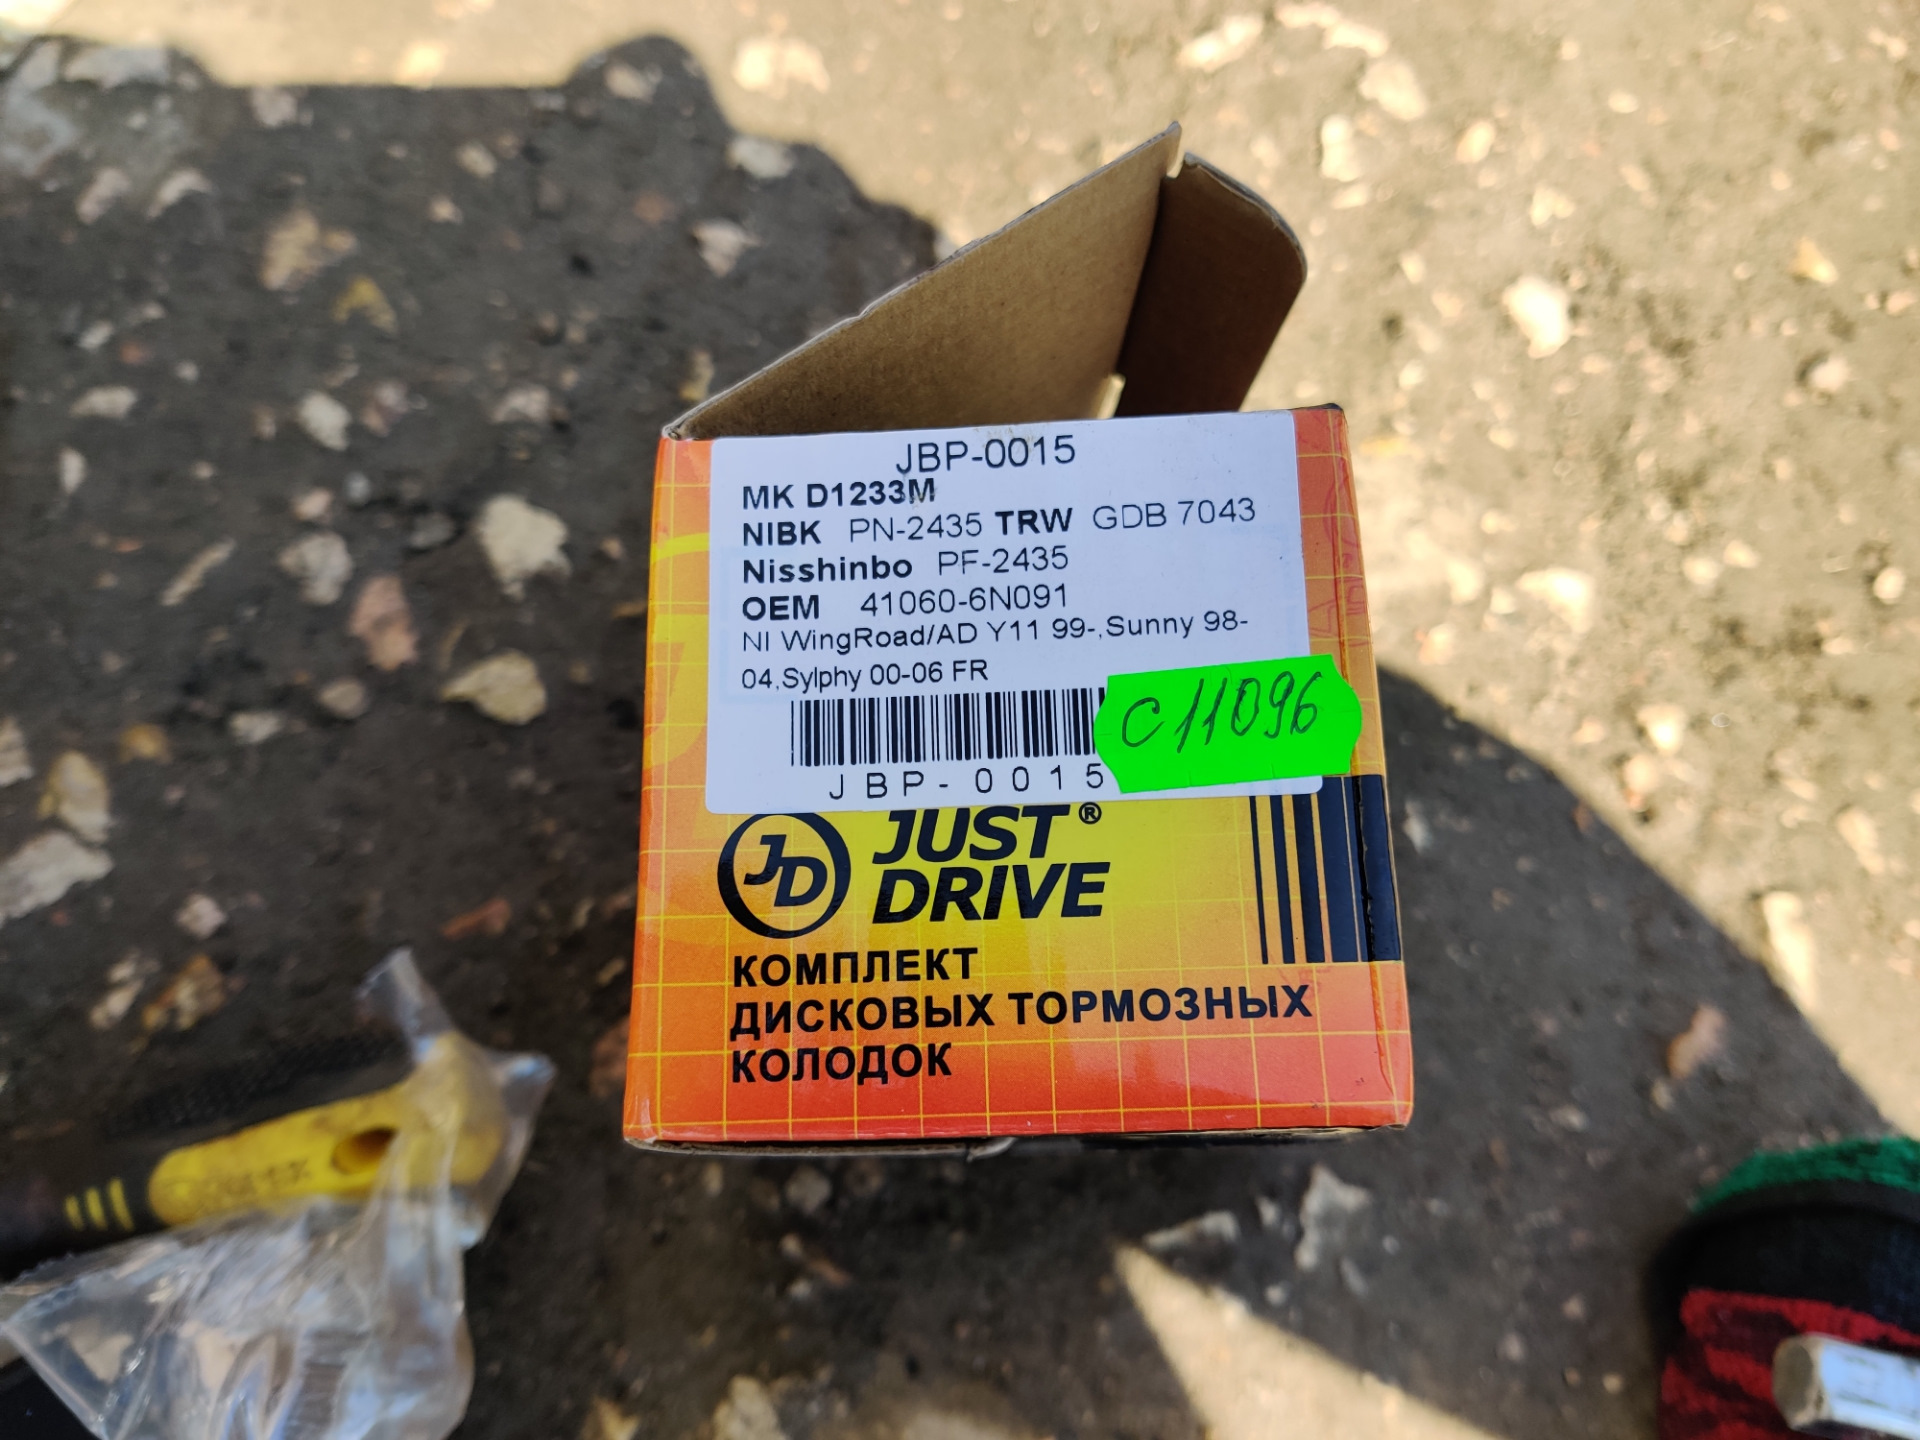 JBP-0015
MK D1233M
NIBK PN-2435 TRW GDB 7043
Nisshinbo PF-2435
OEM 41060-6N091
NI WingRoad/AD Y11 99-,Sunny 98-
04,Sylphy 00-06 FR
C11096
JBP-0015
JD JUST®
DRIVE
КОМПЛЕКТ
ДИСКОВЫХ ТОРМОЗНЫХ
КОЛОДОК